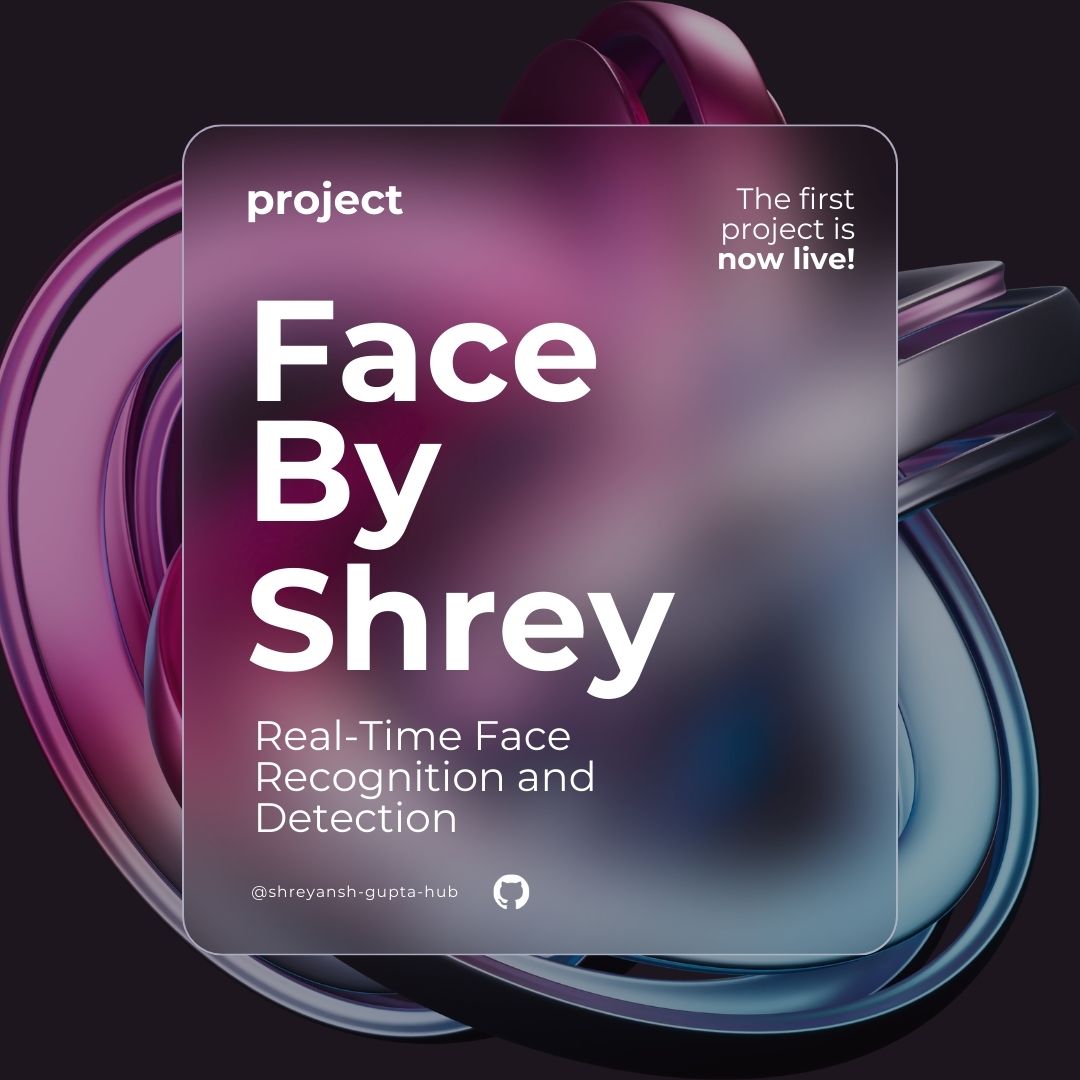 project
The first
project is
now live!
Face
By
Shrey
Real-Time Face
Recognition and
Detection
@shreyansh-gupta-hub